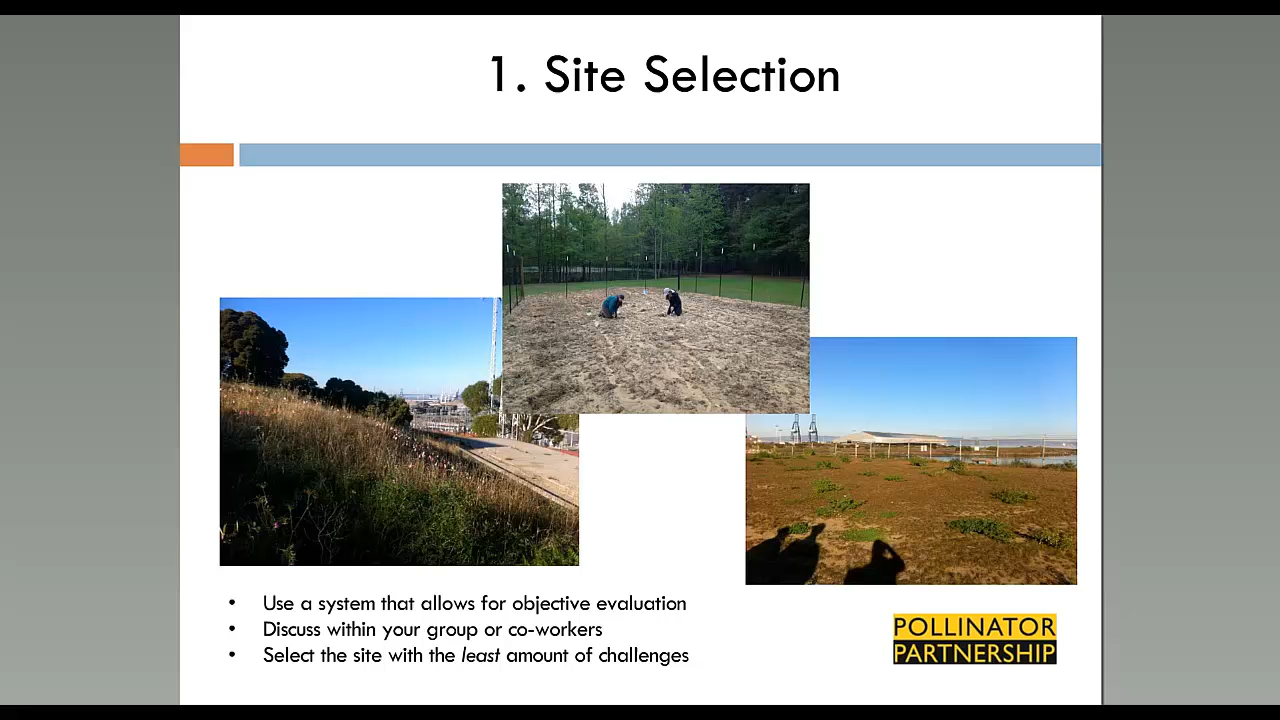 1. Site Selection
• Use a system that allows for objective evaluation
• Discuss within your group or co-workers
• Select the site with the least amount of challenges
POLLINATOR
PARTNERSHIP